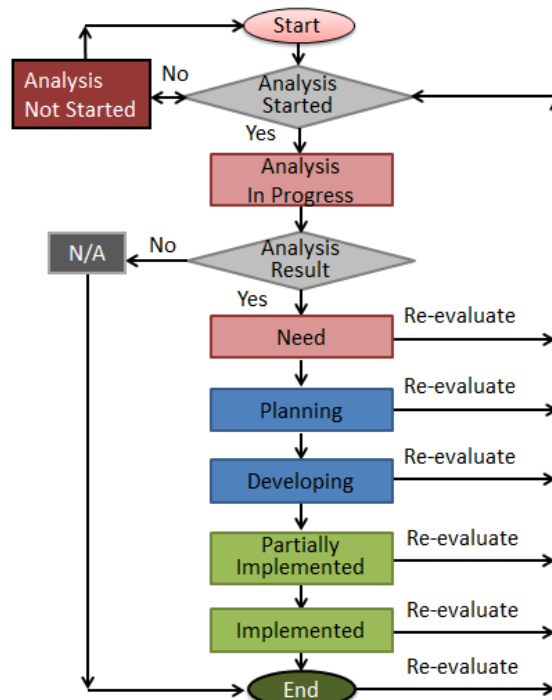 Start
Analysis
Not Started
No
Analysis
Started
Yes
Analysis
In Progress
N/A
No
Analysis
Result
Yes
Need
Re-evaluate
Planning
Re-evaluate
Developing
Re-evaluate
Partially
Implemented
Re-evaluate
Implemented
Re-evaluate
End
Re-evaluate